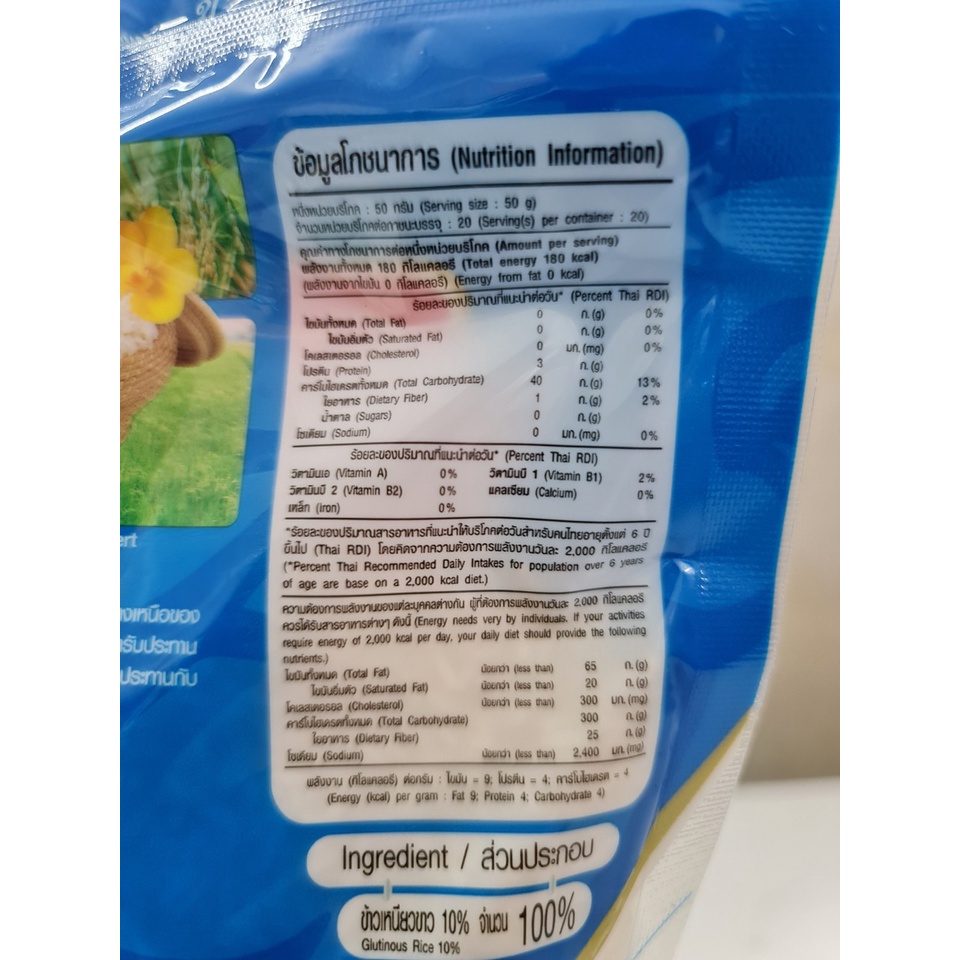 ข้อมูลโภชนาการ (Nutrition Information)
หนึ่งหน่วยบริโภค : 50 กรัม (Serving size : 50 g)
จำนวนหน่วยบริโภคต่อภาชนะบรรจุ : 20 (Serving(s) per container : 20)
คุณค่าทางโภชนาการต่อหนึ่งหน่วยบริโภค (Amount per serving)
พลังงานทั้งหมด 180 กิโลแคลอรี (Total energy 180 kcal)
(พลังงานจากไขมัน 0 กิโลแคลอรี) (Energy from fat 0 kcal)
ร้อยละของปริมาณที่แนะนำต่อวัน* (Percent Thai RDI)
ไขมันทั้งหมด (Total Fat) 0 ก.(g) 0%
ไขมันอิ่มตัว (Saturated Fat) 0 ก.(g) 0%
โคเลสเตอรอล (Cholesterol) 0 มก.(mg) 0%
โปรตีน (Protein) 3 ก.(g)
คาร์โบไฮเดรตทั้งหมด (Total Carbohydrate) 40 ก.(g) 13%
ใยอาหาร (Dietary Fiber) 1 ก.(g) 2%
น้ำตาล (Sugars) 0 ก.(g)
โซเดียม (Sodium) 0 มก.(mg) 0%
ร้อยละของปริมาณที่แนะนำต่อวัน* (Percent Thai RDI)
วิตามินเอ (Vitamin A) 0% วิตามินบี 1 (Vitamin B1) 2%
วิตามินบี 2 (Vitamin B2) 0% แคลเซียม (Calcium) 0%
เหล็ก (iron) 0%
*ร้อยละของปริมาณสารอาหารที่แนะนำให้บริโภคต่อวันสำหรับคนไทยอายุตั้งแต่ 6 ปี
ขึ้นไป (Thai RDI) โดยคิดจากความต้องการพลังงานวันละ 2,000 กิโลแคลอรี
(*Percent Thai Recommended Daily Intakes for population over 6 years
of age are base on a 2,000 kcal diet.)
ความต้องการพลังงานของแต่ละบุคคลต่างกัน ผู้ที่ต้องการพลังงานวันละ 2,000 กิโลแคลอรี
ควรได้รับสารอาหารต่างๆ ดังนี้ (Energy needs very by individuals. If your activities
require energy of 2,000 kcal per day, your daily diet should provide the following
nutrients.)
ไขมันทั้งหมด (Total Fat) น้อยกว่า (less than) 65 ก.(g)
ไขมันอิ่มตัว (Saturated Fat) น้อยกว่า (less than) 20 ก.(g)
โคเลสเตอรอล (Cholesterol) น้อยกว่า (less than) 300 มก.(mg)
คาร์โบไฮเดรตทั้งหมด (Total Carbohydrate) 300 ก.(g)
ใยอาหาร (Dietary Fiber) 25 ก.(g)
โซเดียม (Sodium) น้อยกว่า (less than) 2,400 มก.(mg)
พลังงาน (กิโลแคลอรี) ต่อกรัม : ไขมัน = 9; โปรตีน = 4; คาร์โบไฮเดรต = 4
(Energy (kcal) per gram : Fat 9; Protein 4; Carbohydrate 4)
Ingredient / ส่วนประกอบ
ข้าวเหนียวขาว 10% จำนวน 100%
Glutinous Rice 10%
ert
งเหนือของ
รับประทาน
ประทานกับ